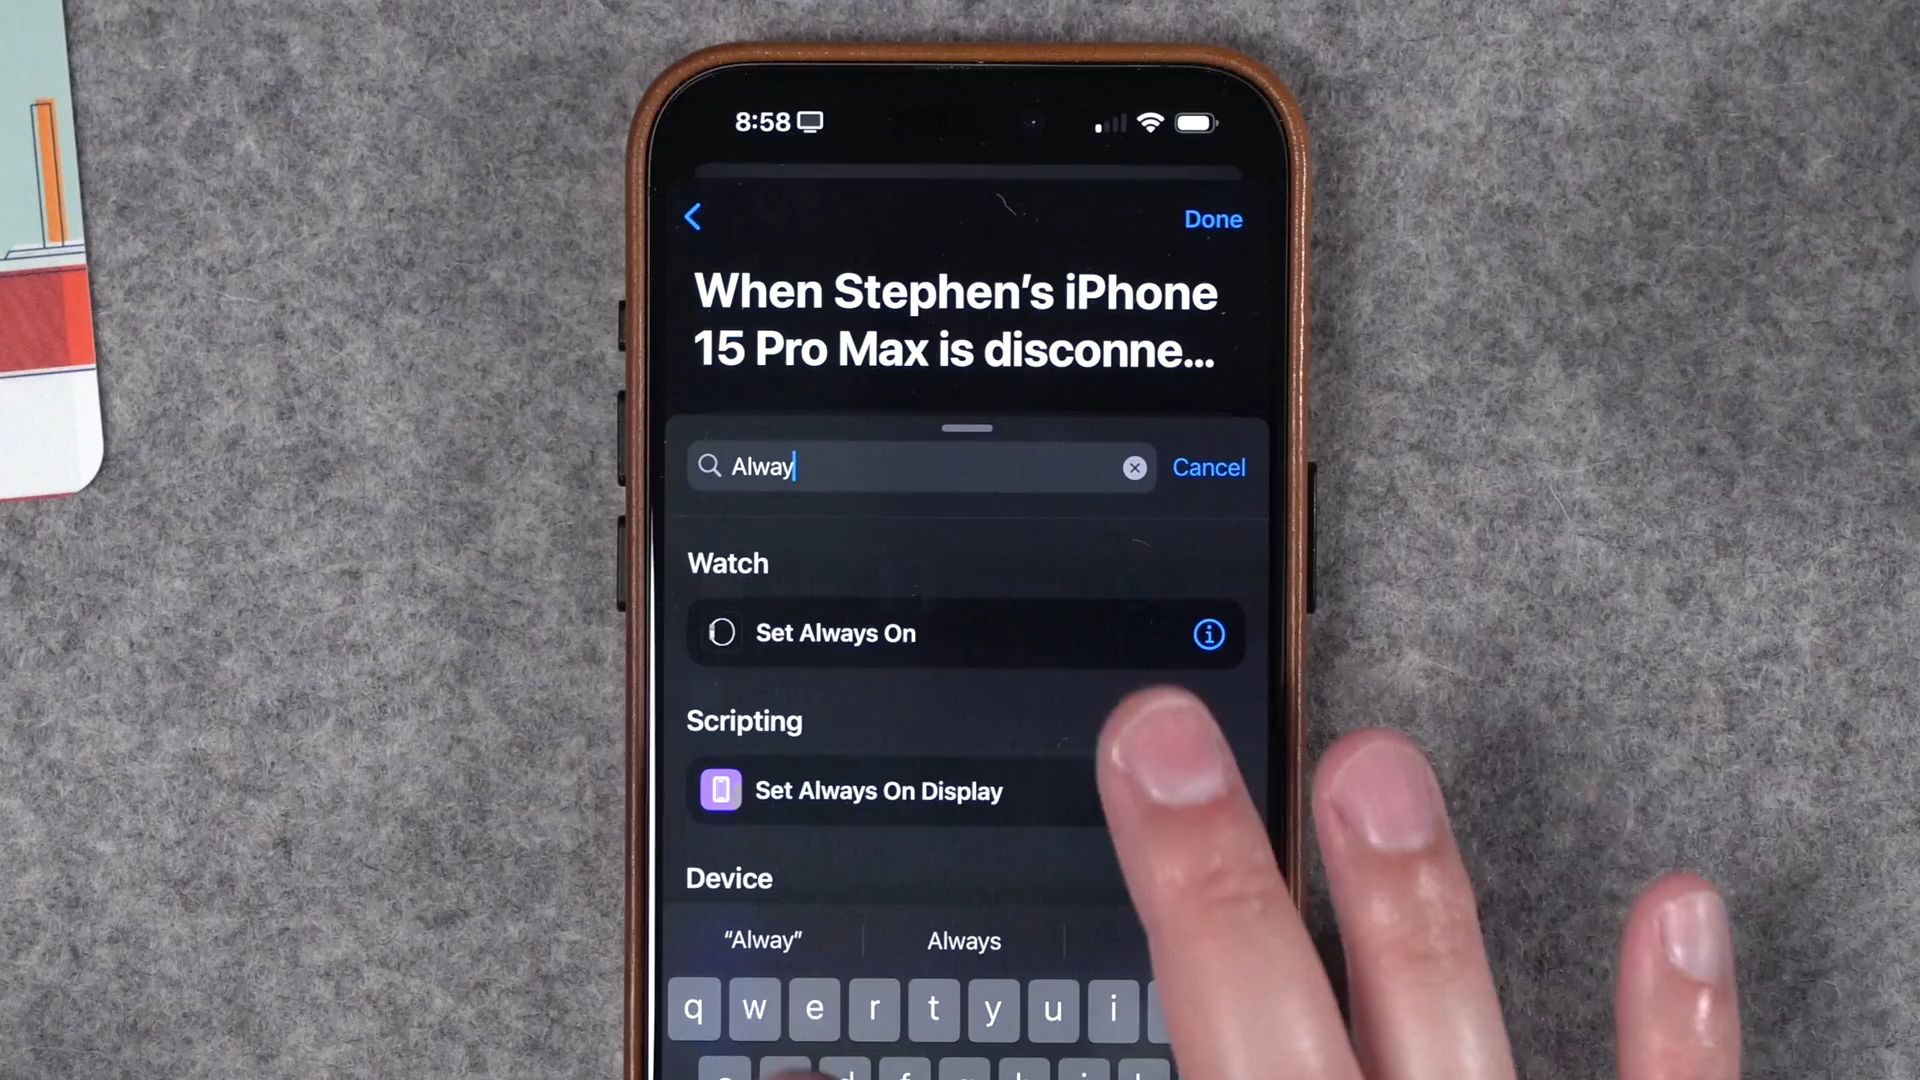 8:58
Done
When Stephen's iPhone
15 Pro Max is disconne...
Alway
Cancel
Watch
Set Always On
Scripting
Set Always On Display
Device
"Alway"
Always
q w e r t y u i
d f g h j